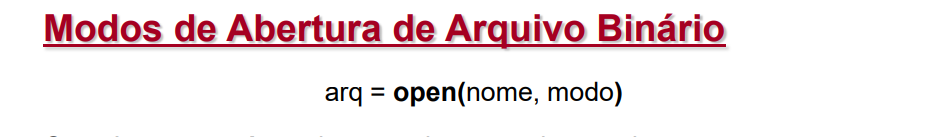 Modos de Abertura de Arquivo Binário
arq = open(nome, modo)